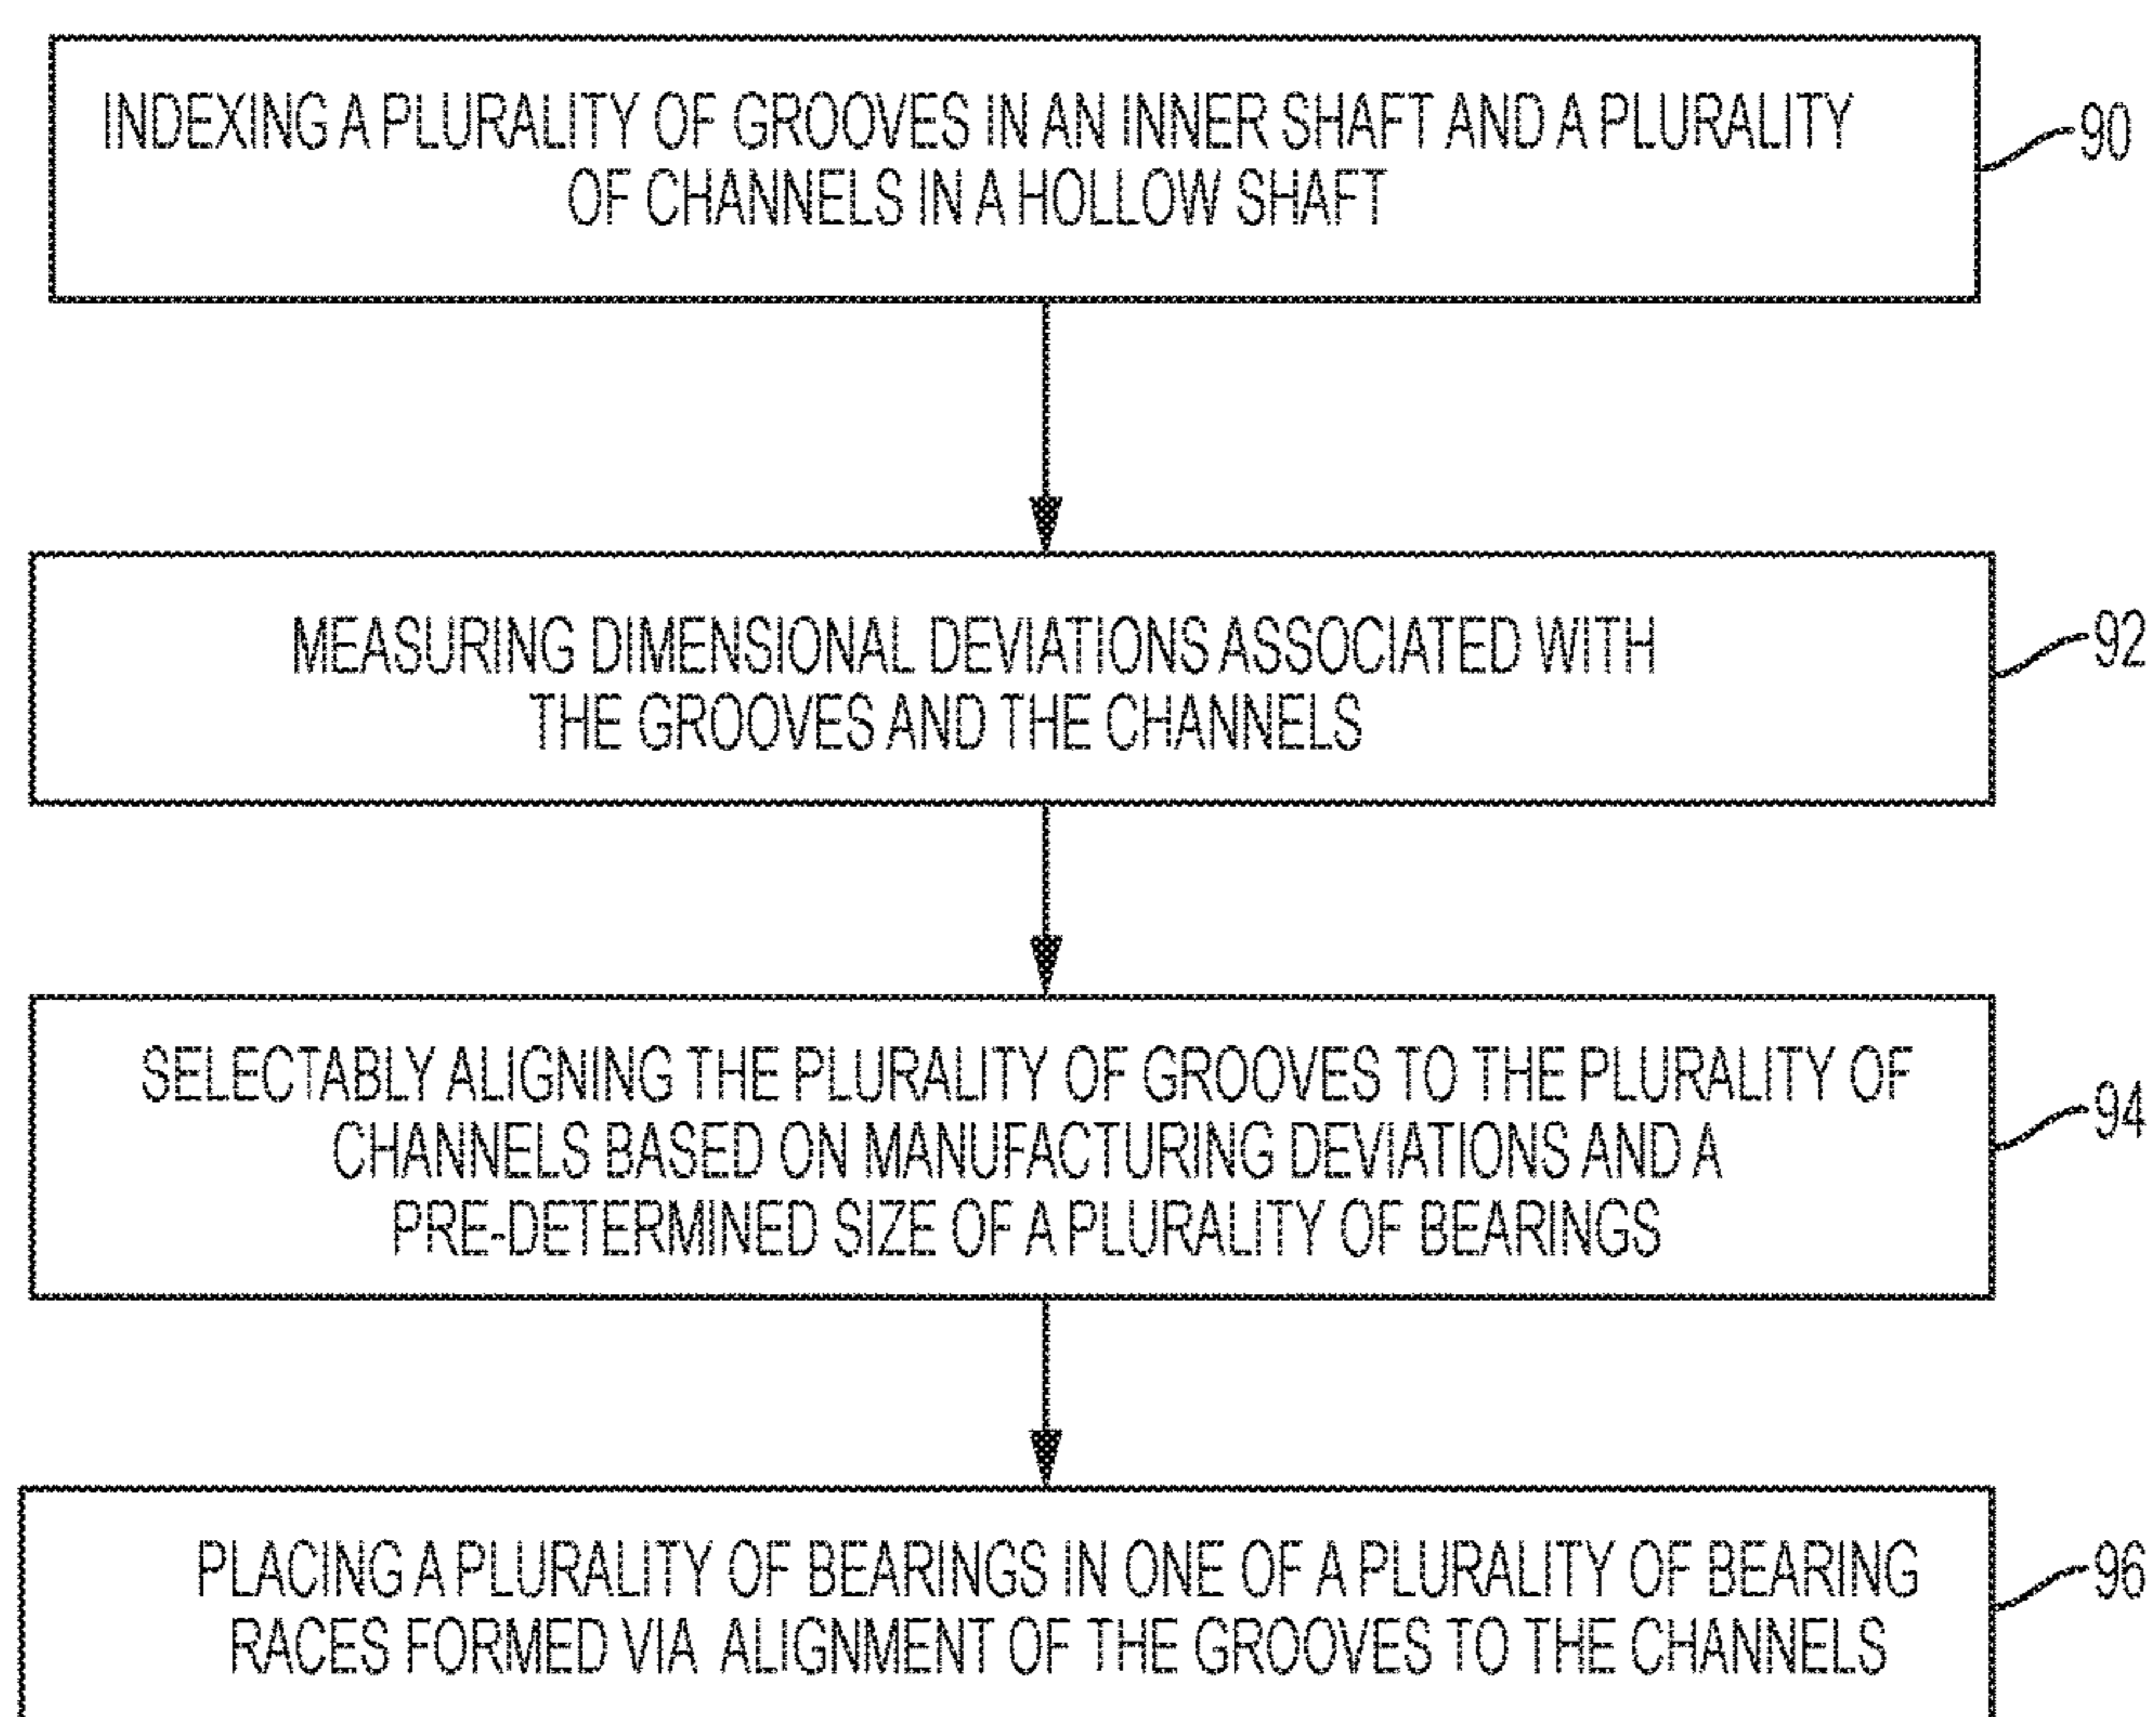 INDEXING A PLURALITY OF GROOVES IN AN INNER SHAFT AND A PLURALITY
OF CHANNELS IN A HOLLOW SHAFT
90
MEASURING DIMENSIONAL DEVIATIONS ASSOCIATED WITH
THE GROOVES AND THE CHANNELS
92
SELECTABLY ALIGNING THE PLURALITY OF GROOVES TO THE PLURALITY OF
CHANNELS BASED ON MANUFACTURING DEVIATIONS AND A
PRE-DETERMINED SIZE OF A PLURALITY OF BEARINGS
94
PLACING A PLURALITY OF BEARINGS IN ONE OF A PLURALITY OF BEARING
RACES FORMED VIA ALIGNMENT OF THE GROOVES TO THE CHANNELS
96